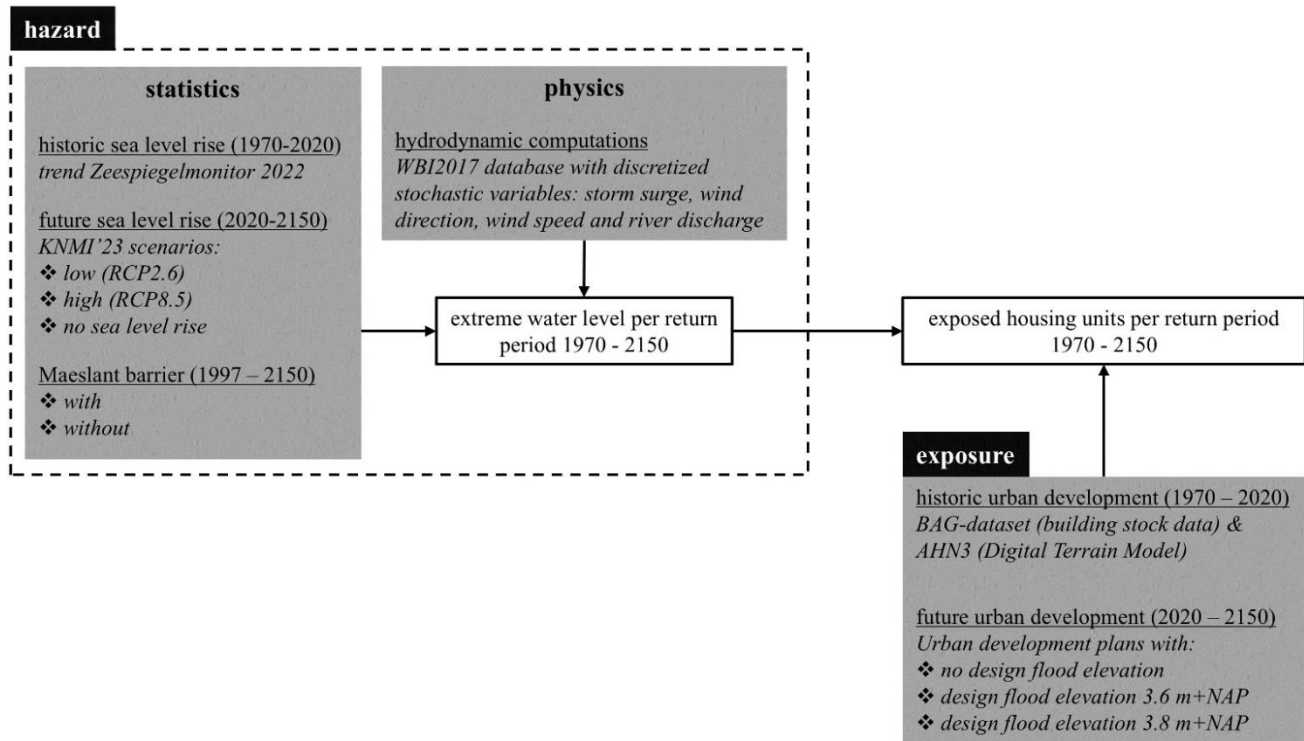 hazard
statistics
historic sea level rise (1970-2020)
trend Zeespiegelmonitor 2022
future sea level rise (2020-2150)
KNMI’23 scenarios:
❖ low (RCP2.6)
❖ high (RCP8.5)
❖ no sea level rise
Maeslant barrier (1997 – 2150)
❖ with
❖ without
physics
hydrodynamic computations
WBI2017 database with discretized
stochastic variables: storm surge, wind
direction, wind speed and river discharge
extreme water level per return
period 1970 - 2150
exposed housing units per return period
1970 - 2150
exposure
historic urban development (1970 – 2020)
BAG-dataset (building stock data) &
AHN3 (Digital Terrain Model)
future urban development (2020 – 2150)
Urban development plans with:
❖ no design flood elevation
❖ design flood elevation 3.6 m+NAP
❖ design flood elevation 3.8 m+NAP